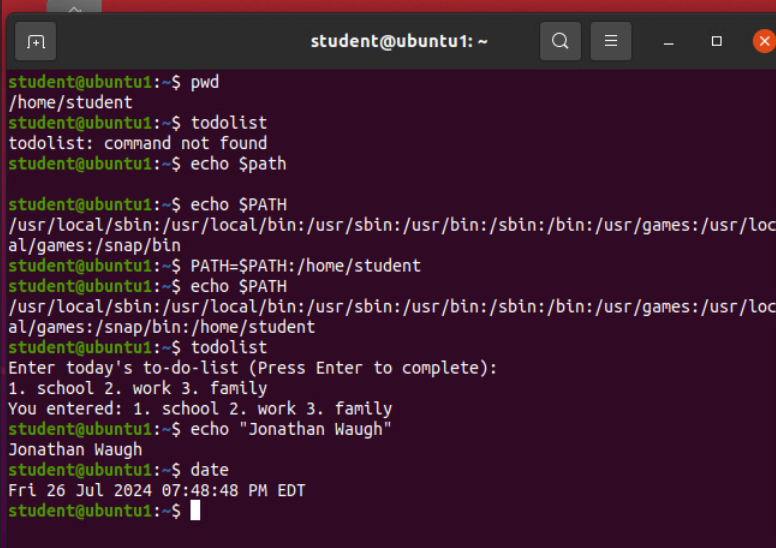 student@ubuntu1: ~
student@ubuntu1:~$ pwd
/home/student
student@ubuntu1:~$ todolist
todolist: command not found
student@ubuntu1:~$ echo $path
student@ubuntu1:~$ echo $PATH
/usr/local/sbin:/usr/local/bin:/usr/sbin:/usr/bin:/sbin:/bin:/usr/games:/usr/loc
al/games:/snap/bin
student@ubuntu1:~$ PATH=$PATH:/home/student
student@ubuntu1:~$ echo $PATH
/usr/local/sbin:/usr/local/bin:/usr/sbin:/usr/bin:/sbin:/bin:/usr/games:/usr/loc
al/games:/snap/bin:/home/student
student@ubuntu1:~$ todolist
Enter today's to-do-list (Press Enter to complete):
1. school 2. work 3. family
You entered: 1. school 2. work 3. family
student@ubuntu1:~$ echo "Jonathan Waugh"
Jonathan Waugh
student@ubuntu1:~$ date
Fri 26 Jul 2024 07:48:48 PM EDT
student@ubuntu1:~$